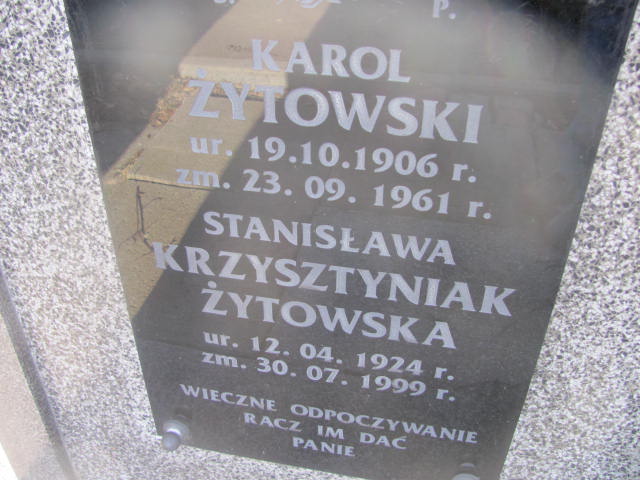 Ś. P.
KAROL
ŻYTOWSKI
ur. 19.10.1906 r.
zm. 23. 09. 1961 r.
STANISŁAWA
KRZYSZTYNIAK
ŻYTOWSKA
ur. 12. 04. 1924 r.
zm. 30. 07. 1999 r.
WIECZNE ODPOCZYWANIE
RACZ IM DAĆ
PANIE